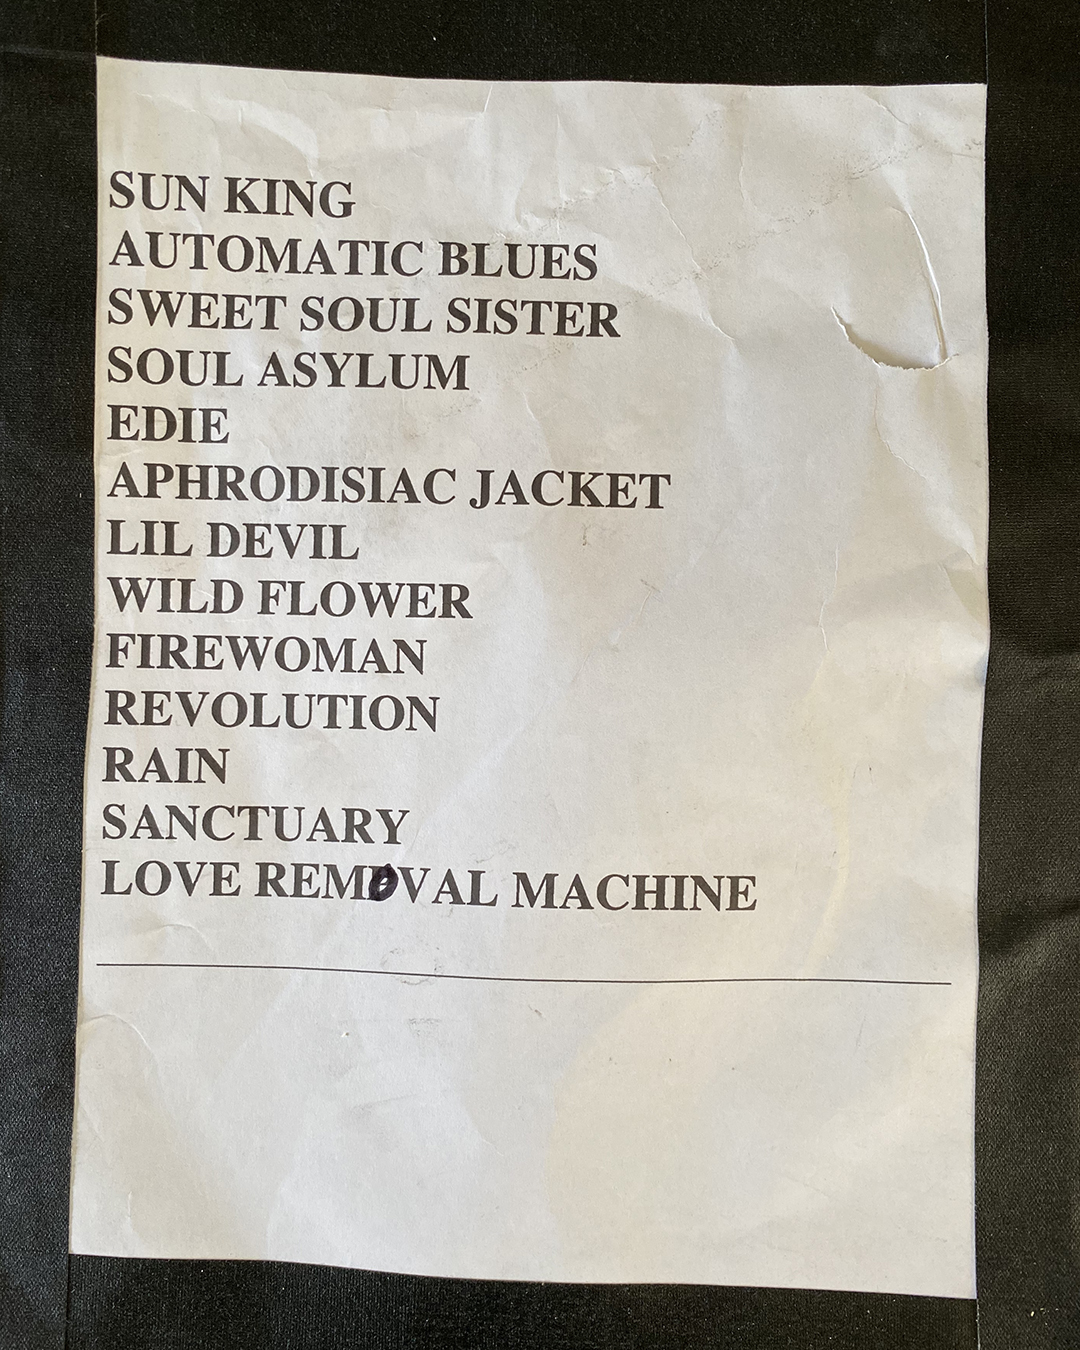 SUN KING
AUTOMATIC BLUES
SWEET SOUL SISTER
SOUL ASYLUM
EDIE
APHRODISIAC JACKET
LIL DEVIL
WILD FLOWER
FIREWOMAN
REVOLUTION
RAIN
SANCTUARY
LOVE REMOVAL MACHINE